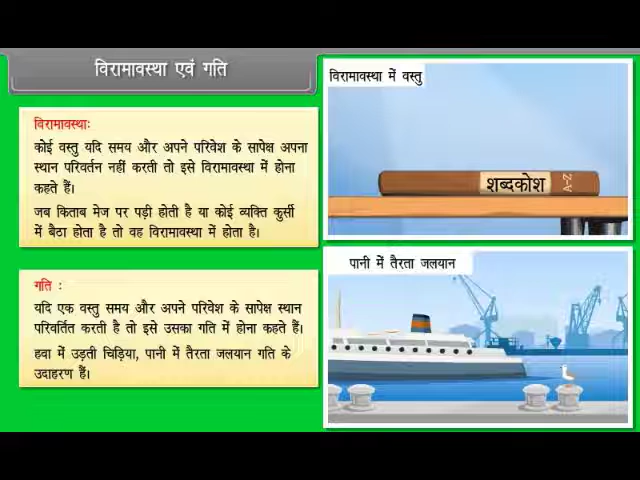 विरामावस्था एवं गति
विरामावस्थाः
कोई वस्तु यदि समय और अपने परिवेश के सापेक्ष अपना
स्थान परिवर्तन नहीं करती तो इसे विरामावस्था में होना
कहते हैं।
जब किताब मेज पर पड़ी होती है या कोई व्यक्ति कुर्सी
में बैठा होता है तो वह विरामावस्था में होता है।
गति :
यदि एक वस्तु समय और अपने परिवेश के सापेक्ष स्थान
परिवर्तित करती है तो इसे उसका गति में होना कहते हैं।
हवा में उड़ती चिड़िया, पानी में तैरता जलयान गति के
उदाहरण हैं।
विरामावस्था में वस्तु
शब्दकोश A-Z
पानी में तैरता जलयान